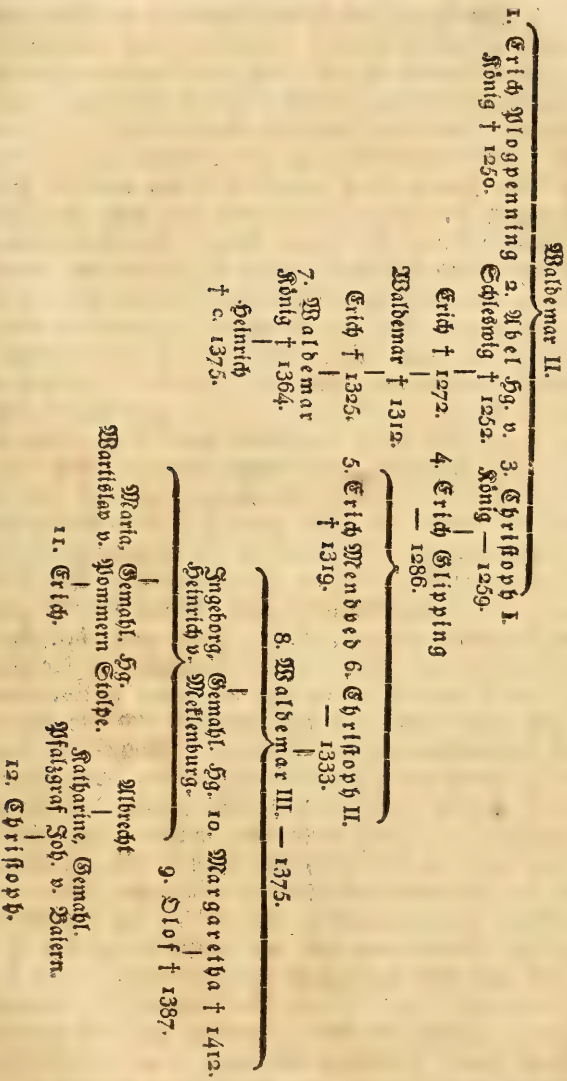 Waldemar II.
1. Erich Plogpenning 2. Abel Hg. v. 3. Christoph I.
König † 1250. Schleswig † 1252. König — 1259.
Erich † 1272. 4. Erich Glipping
— 1286.
Waldemar † 1312.
Erich † 1325. 5. Erich Mendved 6. Christoph II.
† 1319. — 1333.
7. Waldemar
König † 1364. 8. Waldemar III. — 1375.
Heinrich
† c. 1375. Ingeborg, Gemahl. Hg. 10. Margaretha † 1412.
Heinrich v. Meklenburg.
9. Olof † 1387.
Maria, Gemahl. Hg. Albrecht
Wartislav v. Pommern Stolpe.
Katharine, Gemahl.
11. Erich. Pfalzgraf Joh. v. Baiern.
12. Christoph.